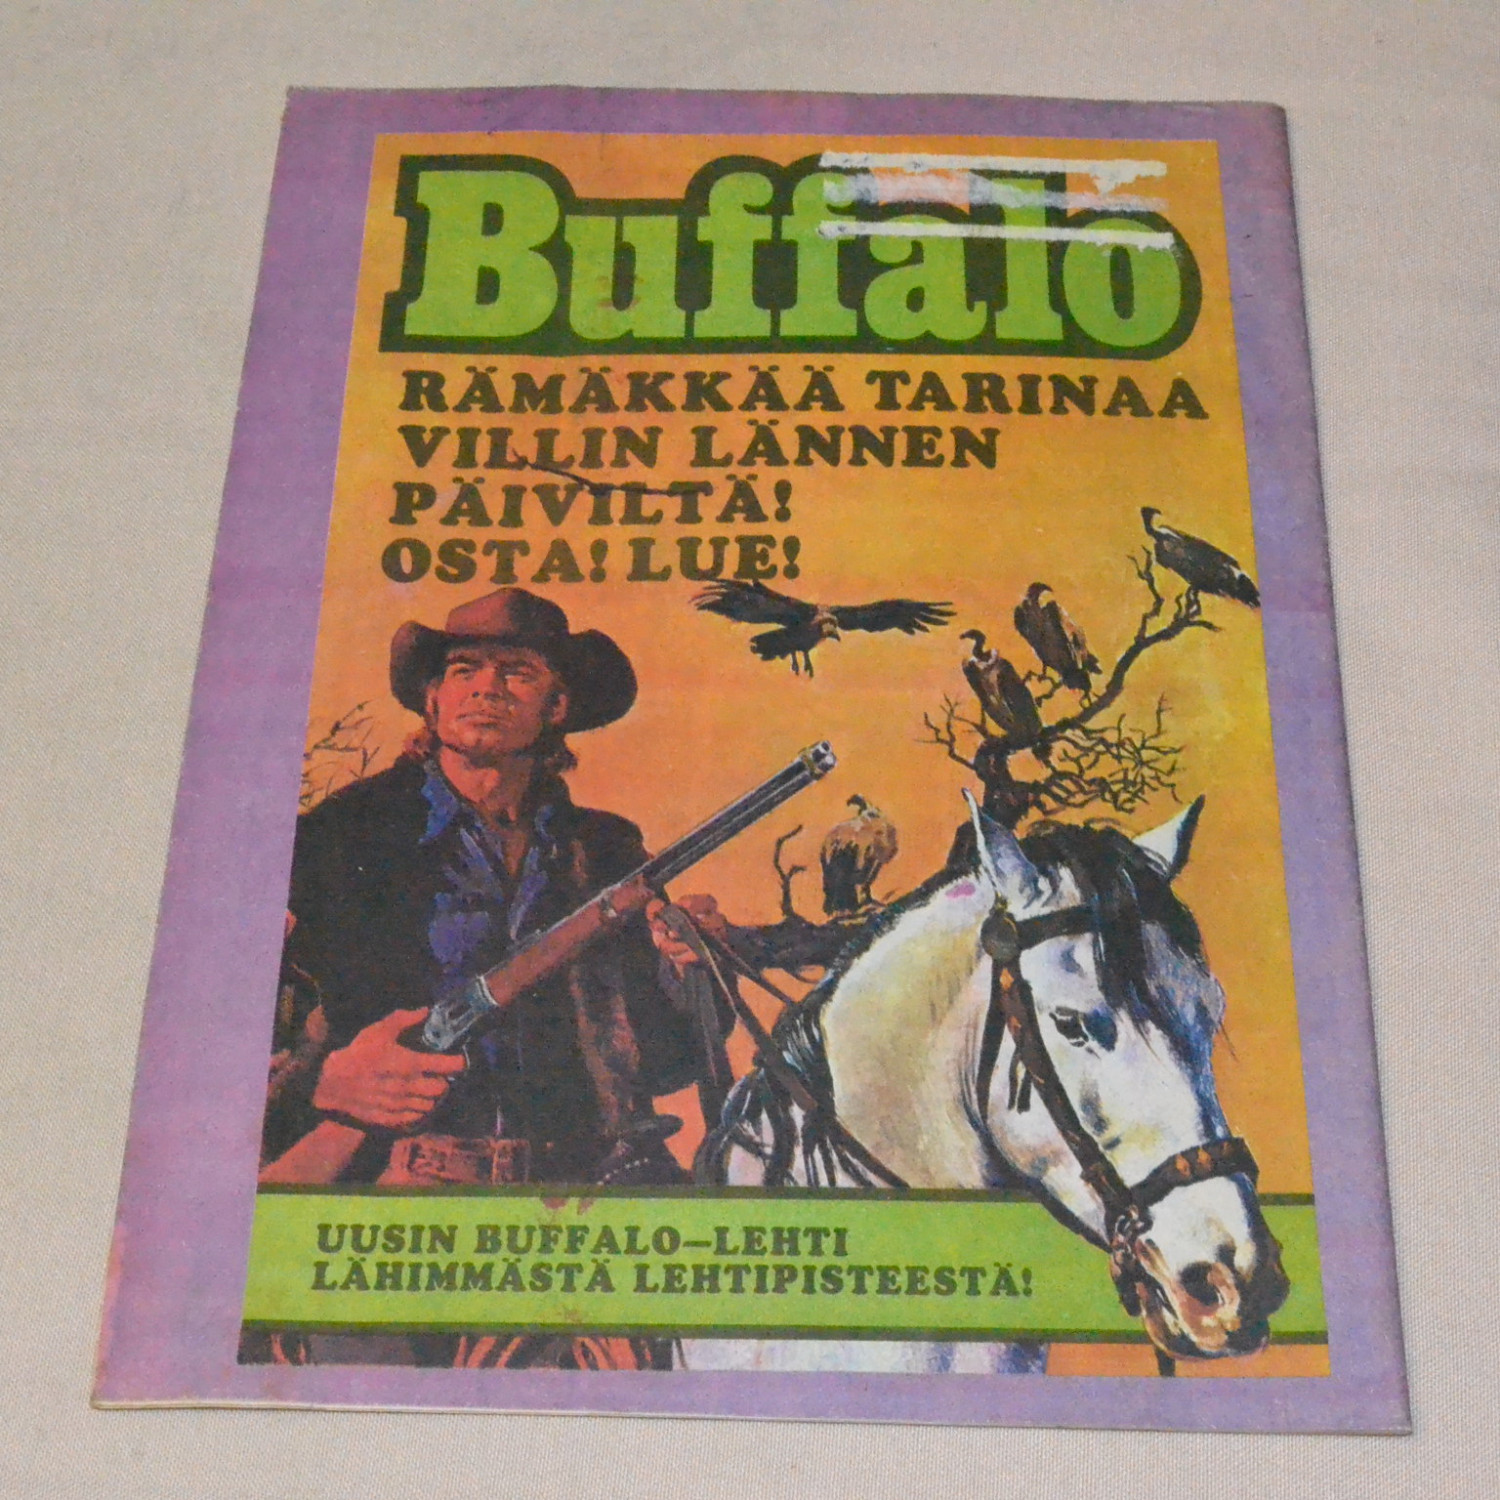 Buffalo
RÄMÄKKÄÄ TARINAA
VILLIN LÄNNEN
PÄIVILTÄ!
OSTA! LUE!
UUSIN BUFFALO–LEHTI
LÄHIMMÄSTÄ LEHTIPISTEESTÄ!